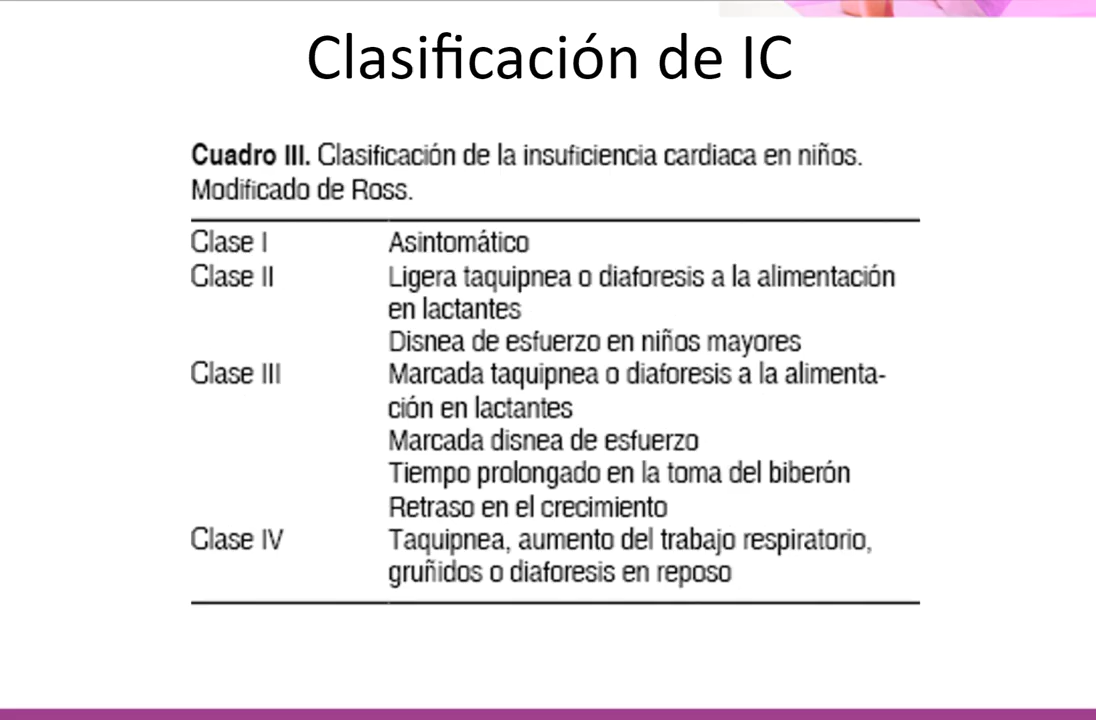 Clasificación de IC
Cuadro III. Clasificación de la insuficiencia cardiaca en niños.
Modificado de Ross.
Clase I Asintomático
Clase II Ligera taquipnea o diaforesis a la alimentación
en lactantes
Disnea de esfuerzo en niños mayores
Clase III Marcada taquipnea o diaforesis a la alimenta-
ción en lactantes
Marcada disnea de esfuerzo
Tiempo prolongado en la toma del biberón
Retraso en el crecimiento
Clase IV Taquipnea, aumento del trabajo respiratorio,
gruñidos o diaforesis en reposo